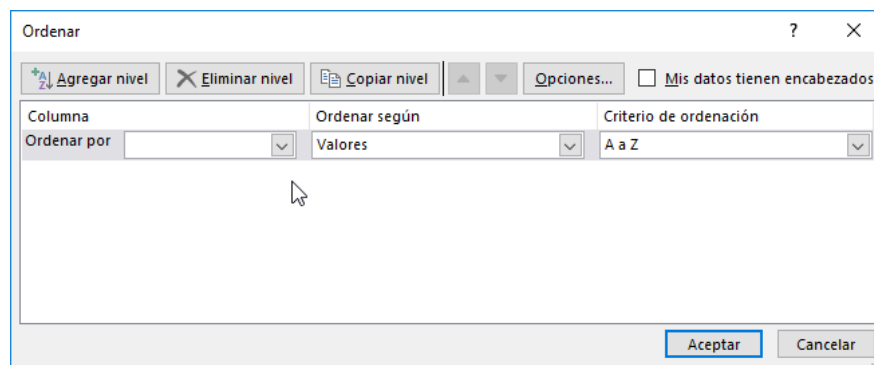 Ordenar ?
Agregar nivel Eliminar nivel Copiar nivel Opciones... Mis datos tienen encabezados
Columna Ordenar según Criterio de ordenación
Ordenar por Valores A a Z
Aceptar Cancelar